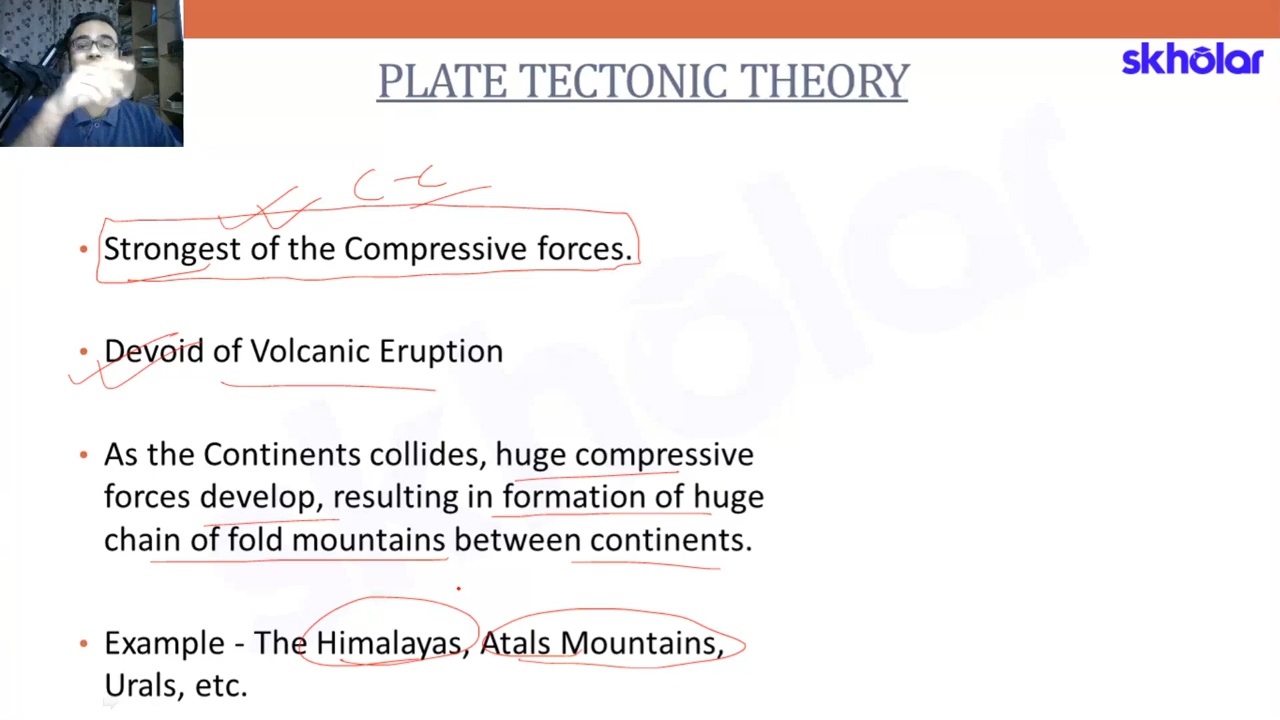 skhōlar
PLATE TECTONIC THEORY
C-C
• Strongest of the Compressive forces.
• Devoid of Volcanic Eruption
• As the Continents collides, huge compressive
forces develop, resulting in formation of huge
chain of fold mountains between continents.
• Example - The Himalayas, Atals Mountains,
Urals, etc.
skholar